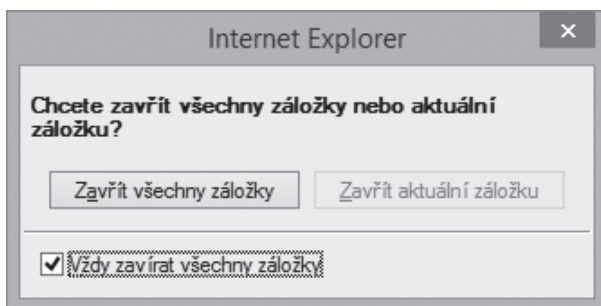 Internet Explorer
Chcete zavřít všechny záložky nebo aktuální
záložku?
Zavřít všechny záložky
Zavřít aktuální záložku
Vždy zavírat všechny záložky